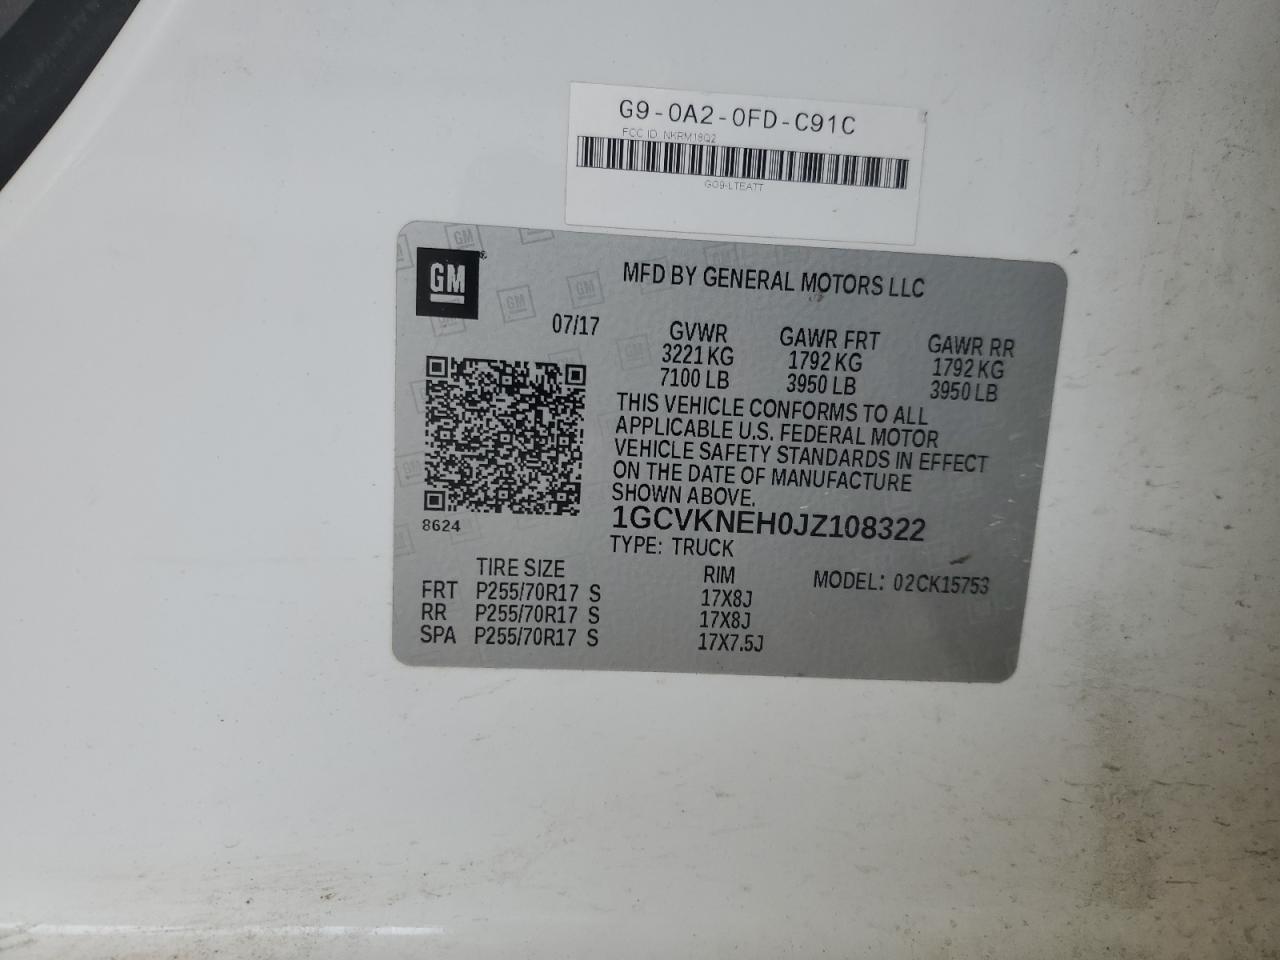 G9-0A2-0FD-C91C
FCC ID. NKRM18Q2
GO9-LTEATT
GM
MFD BY GENERAL MOTORS LLC
07/17
GVWR GAWR FRT GAWR RR
3221 KG 1792 KG 1792 KG
7100 LB 3950 LB 3950 LB
THIS VEHICLE CONFORMS TO ALL
APPLICABLE U.S. FEDERAL MOTOR
VEHICLE SAFETY STANDARDS IN EFFECT
ON THE DATE OF MANUFACTURE
SHOWN ABOVE.
8624
1GCVKNEH0JZ108322
TYPE: TRUCK
TIRE SIZE RIM MODEL: 02CK15753
FRT P255/70R17 S 17X8J
RR P255/70R17 S 17X8J
SPA P255/70R17 S 17X7.5J